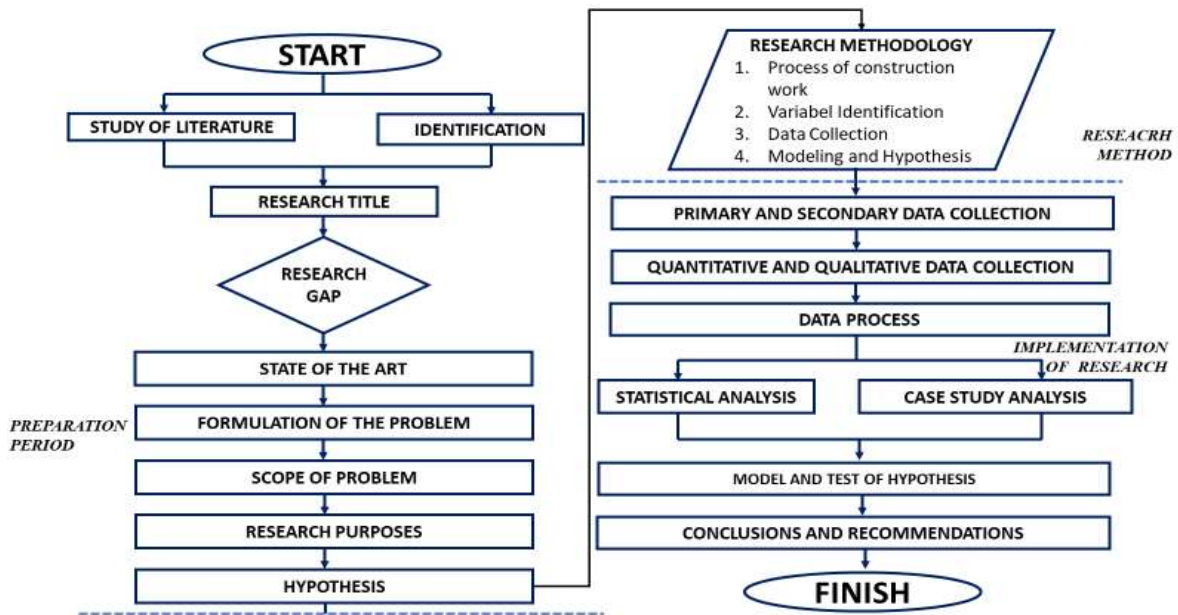 START
STUDY OF LITERATURE
IDENTIFICATION
RESEARCH TITLE
RESEARCH
GAP
STATE OF THE ART
FORMULATION OF THE PROBLEM
PREPARATION
PERIOD
SCOPE OF PROBLEM
RESEARCH PURPOSES
HYPOTHESIS
RESEARCH METHODOLOGY
1. Process of construction
work
2. Variabel Identification
3. Data Collection
4. Modeling and Hypothesis
RESEACRH
METHOD
PRIMARY AND SECONDARY DATA COLLECTION
QUANTITATIVE AND QUALITATIVE DATA COLLECTION
DATA PROCESS
IMPLEMENTATION
OF RESEARCH
STATISTICAL ANALYSIS
CASE STUDY ANALYSIS
MODEL AND TEST OF HYPOTHESIS
CONCLUSIONS AND RECOMMENDATIONS
FINISH